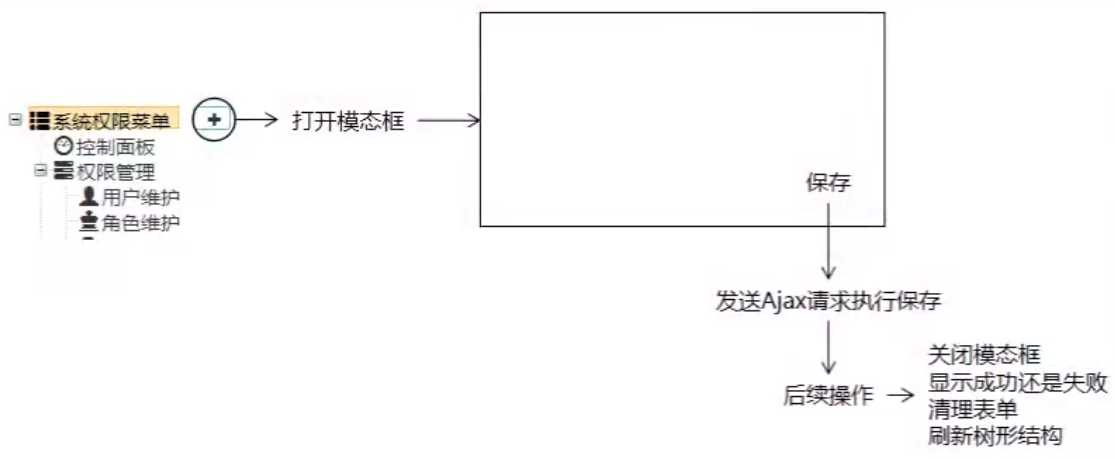 系统权限菜单
控制面板
权限管理
用户维护
角色维护
打开模态框
保存
发送Ajax请求执行保存
后续操作
关闭模态框
显示成功还是失败
清理表单
刷新树形结构